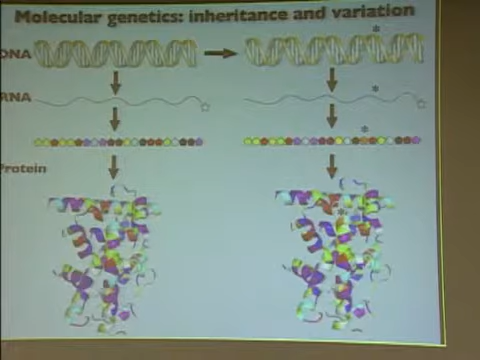 Molecular genetics: inheritance and variation
DNA
*
RNA
*
*
Protein
*